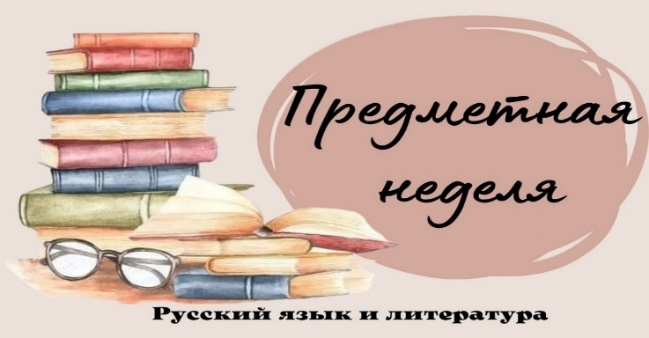 Предметная
неделя
Русский язык и литература